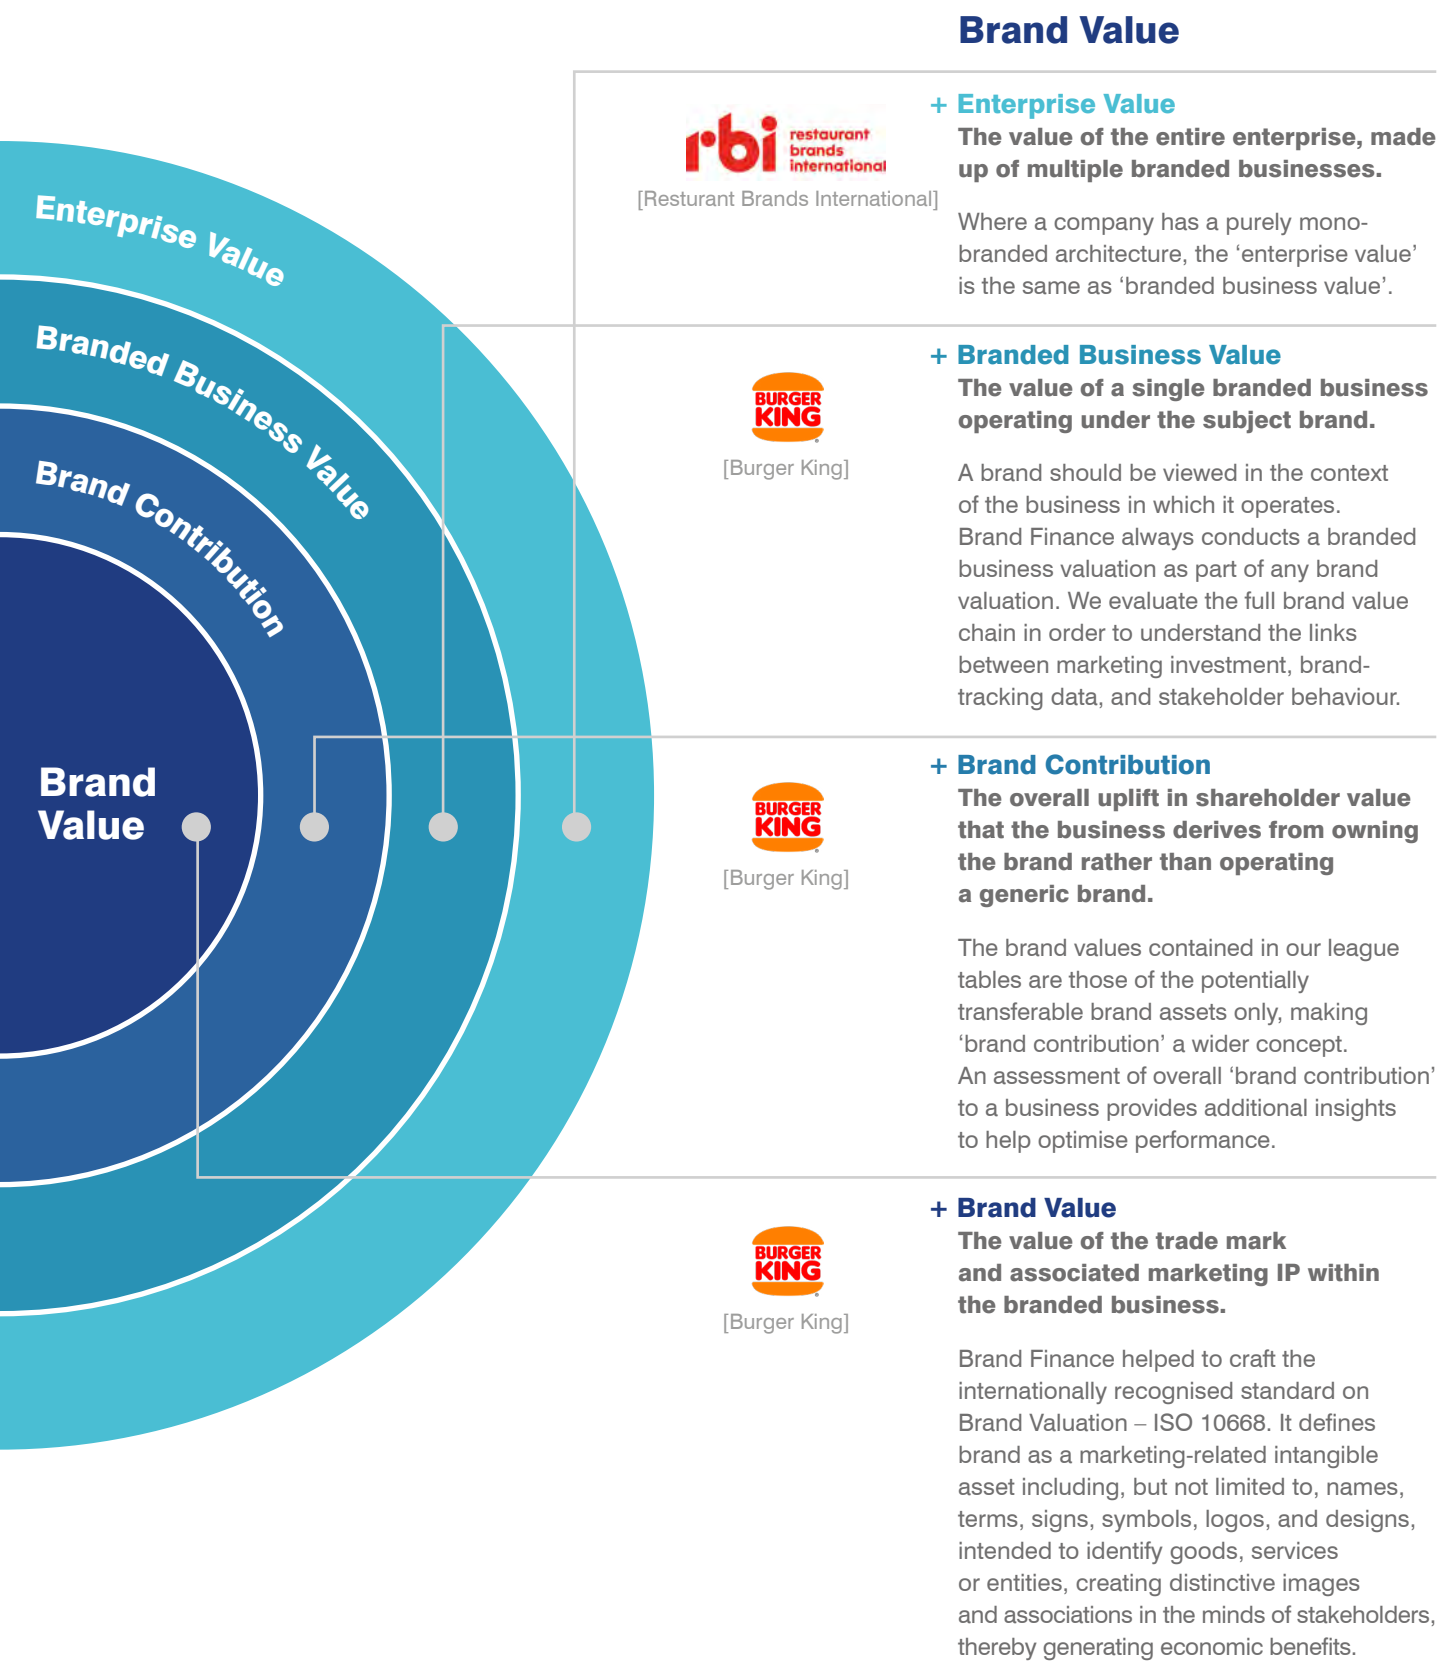 Brand Value
+ Enterprise Value
The value of the entire enterprise, made
up of multiple branded businesses.
Where a company has a purely mono-
branded architecture, the ‘enterprise value’
is the same as ‘branded business value’.
rbi
restaurant
brands
international
[Resturant Brands International]
+ Branded Business Value
The value of a single branded business
operating under the subject brand.
A brand should be viewed in the context
of the business in which it operates.
Brand Finance always conducts a branded
business valuation as part of any brand
valuation. We evaluate the full brand value
chain in order to understand the links
between marketing investment, brand-
tracking data, and stakeholder behaviour.
BURGER
KING
[Burger King]
+ Brand Contribution
The overall uplift in shareholder value
that the business derives from owning
the brand rather than operating
a generic brand.
The brand values contained in our league
tables are those of the potentially
transferable brand assets only, making
‘brand contribution’ a wider concept.
An assessment of overall ‘brand contribution’
to a business provides additional insights
to help optimise performance.
BURGER
KING
[Burger King]
+ Brand Value
The value of the trade mark
and associated marketing IP within
the branded business.
Brand Finance helped to craft the
internationally recognised standard on
Brand Valuation – ISO 10668. It defines
brand as a marketing-related intangible
asset including, but not limited to, names,
terms, signs, symbols, logos, and designs,
intended to identify goods, services
or entities, creating distinctive images
and associations in the minds of stakeholders,
thereby generating economic benefits.
BURGER
KING
[Burger King]
Enterprise Value
Branded Business Value
Brand Contribution
Brand
Value